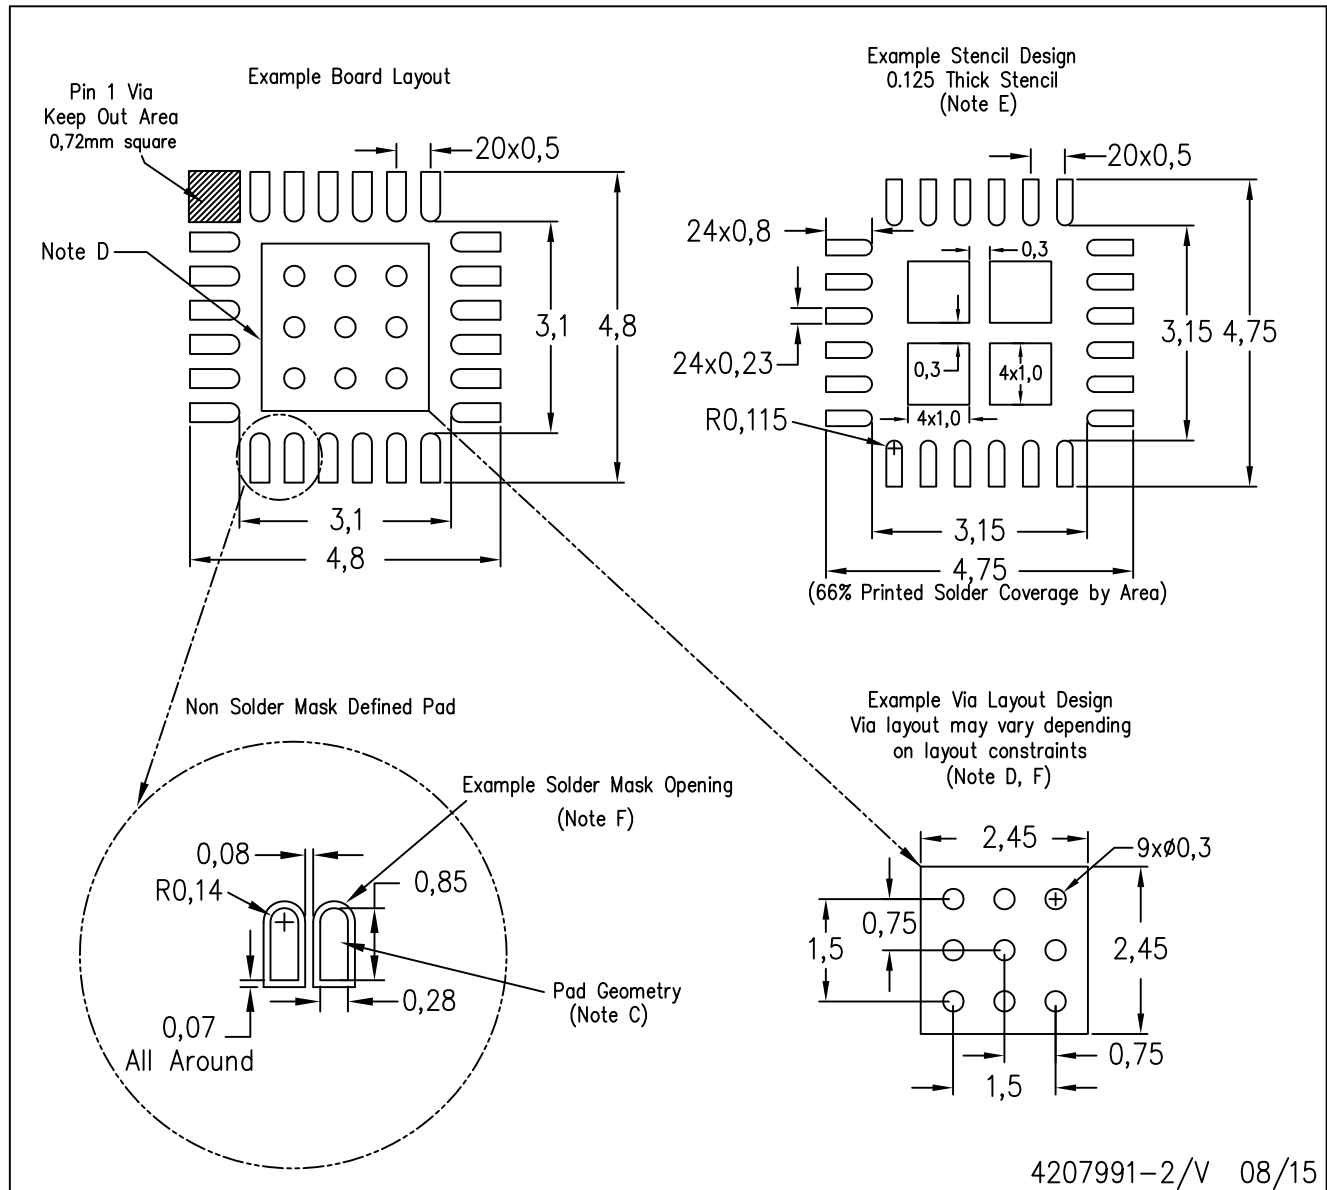 Example Board Layout
Pin 1 Via
Keep Out Area
0,72mm square
20x0,5
Note D
3,1
4,8
3,1
4,8
Example Stencil Design
0.125 Thick Stencil
(Note E)
20x0,5
24x0,8
0,3
24x0,23
0,3
4x1,0
4x1,0
R0,115
3,15
4,75
3,15
4,75
(66% Printed Solder Coverage by Area)
Non Solder Mask Defined Pad
Example Solder Mask Opening
(Note F)
0,08
R0,14
0,85
0,28
Pad Geometry
(Note C)
0,07
All Around
Example Via Layout Design
Via layout may vary depending
on layout constraints
(Note D, F)
2,45
9xø0,3
0,75
1,5
2,45
0,75
1,5
4207991-2/V 08/15